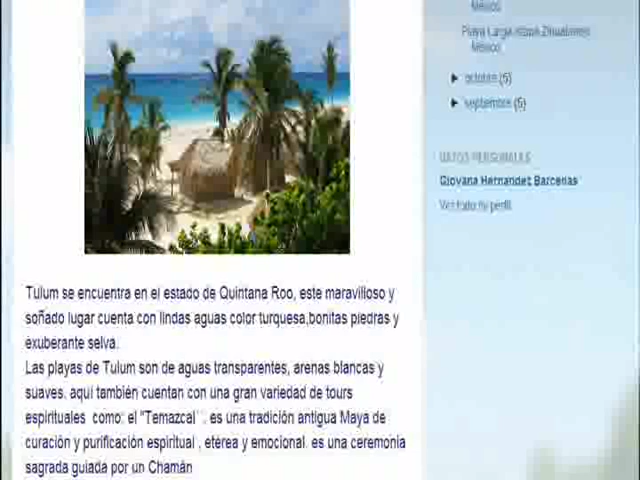 Tulum se encuentra en el estado de Quintana Roo, este maravilloso y
soñado lugar cuenta con lindas aguas color turquesa,bonitas piedras y
exuberante selva.
Las playas de Tulum son de aguas transparentes, arenas blancas y
suaves. aqui también cuentan con una gran variedad de tours
espirituales como: el "Temazcal" . es una tradición antigua Maya de
curación y purificación espiritual , etérea y emocional. es una ceremonia
sagrada guiada por un Chamán
México
Playa Larga, Ixtapa Zihuatanejo
México
► octubre (5)
► septiembre (5)
DATOS PERSONALES
Giovana Hernandez Barcenas
Ver todo mi perfil